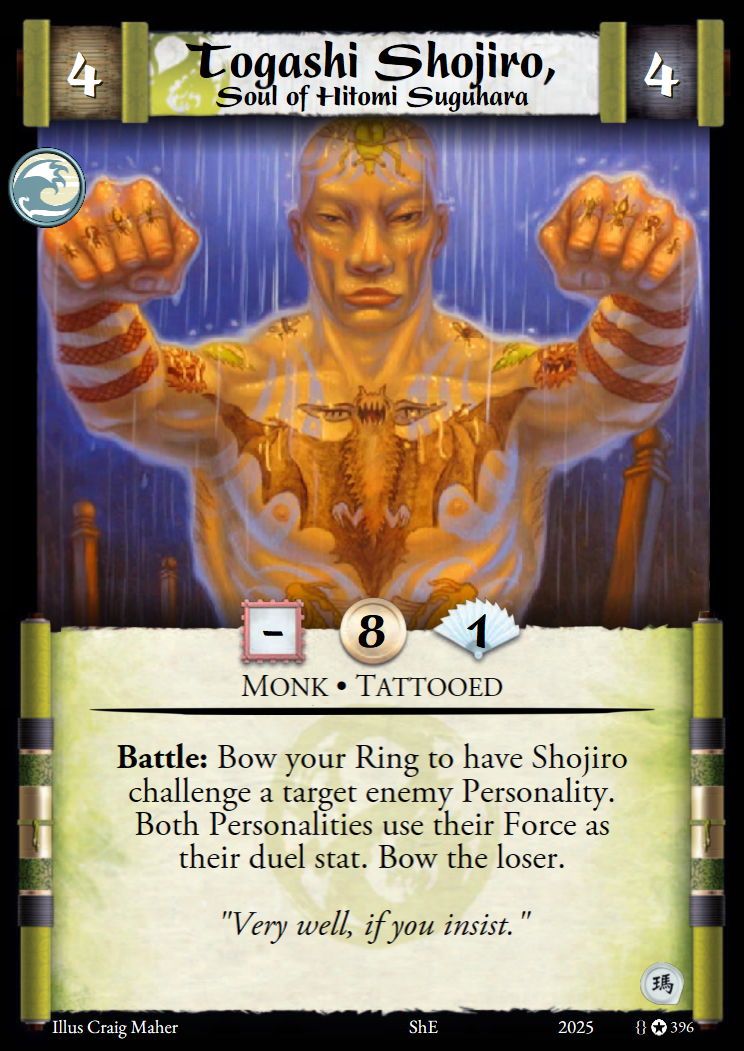 4
Togashi Shojiro,
4
Soul of Hitomi Suguhara
-
8
1
Monk • Tattooed
Battle: Bow your Ring to have Shojiro
challenge a target enemy Personality.
Both Personalities use their Force as
their duel stat. Bow the loser.
"Very well, if you insist."
瑪
Illus Craig Maher
ShE
2025
{} ✪ 396